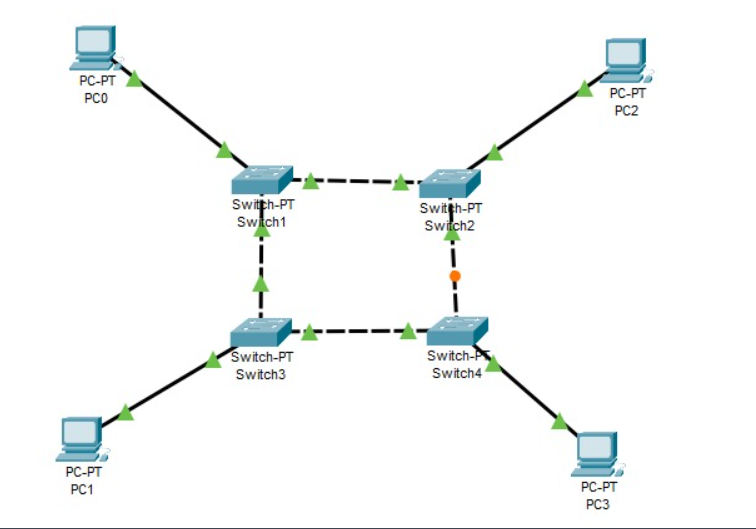 PC-PT
PC0
PC-PT
PC2
Switch-PT
Switch1
Switch-PT
Switch2
Switch-PT
Switch3
Switch-PT
Switch4
PC-PT
PC1
PC-PT
PC3